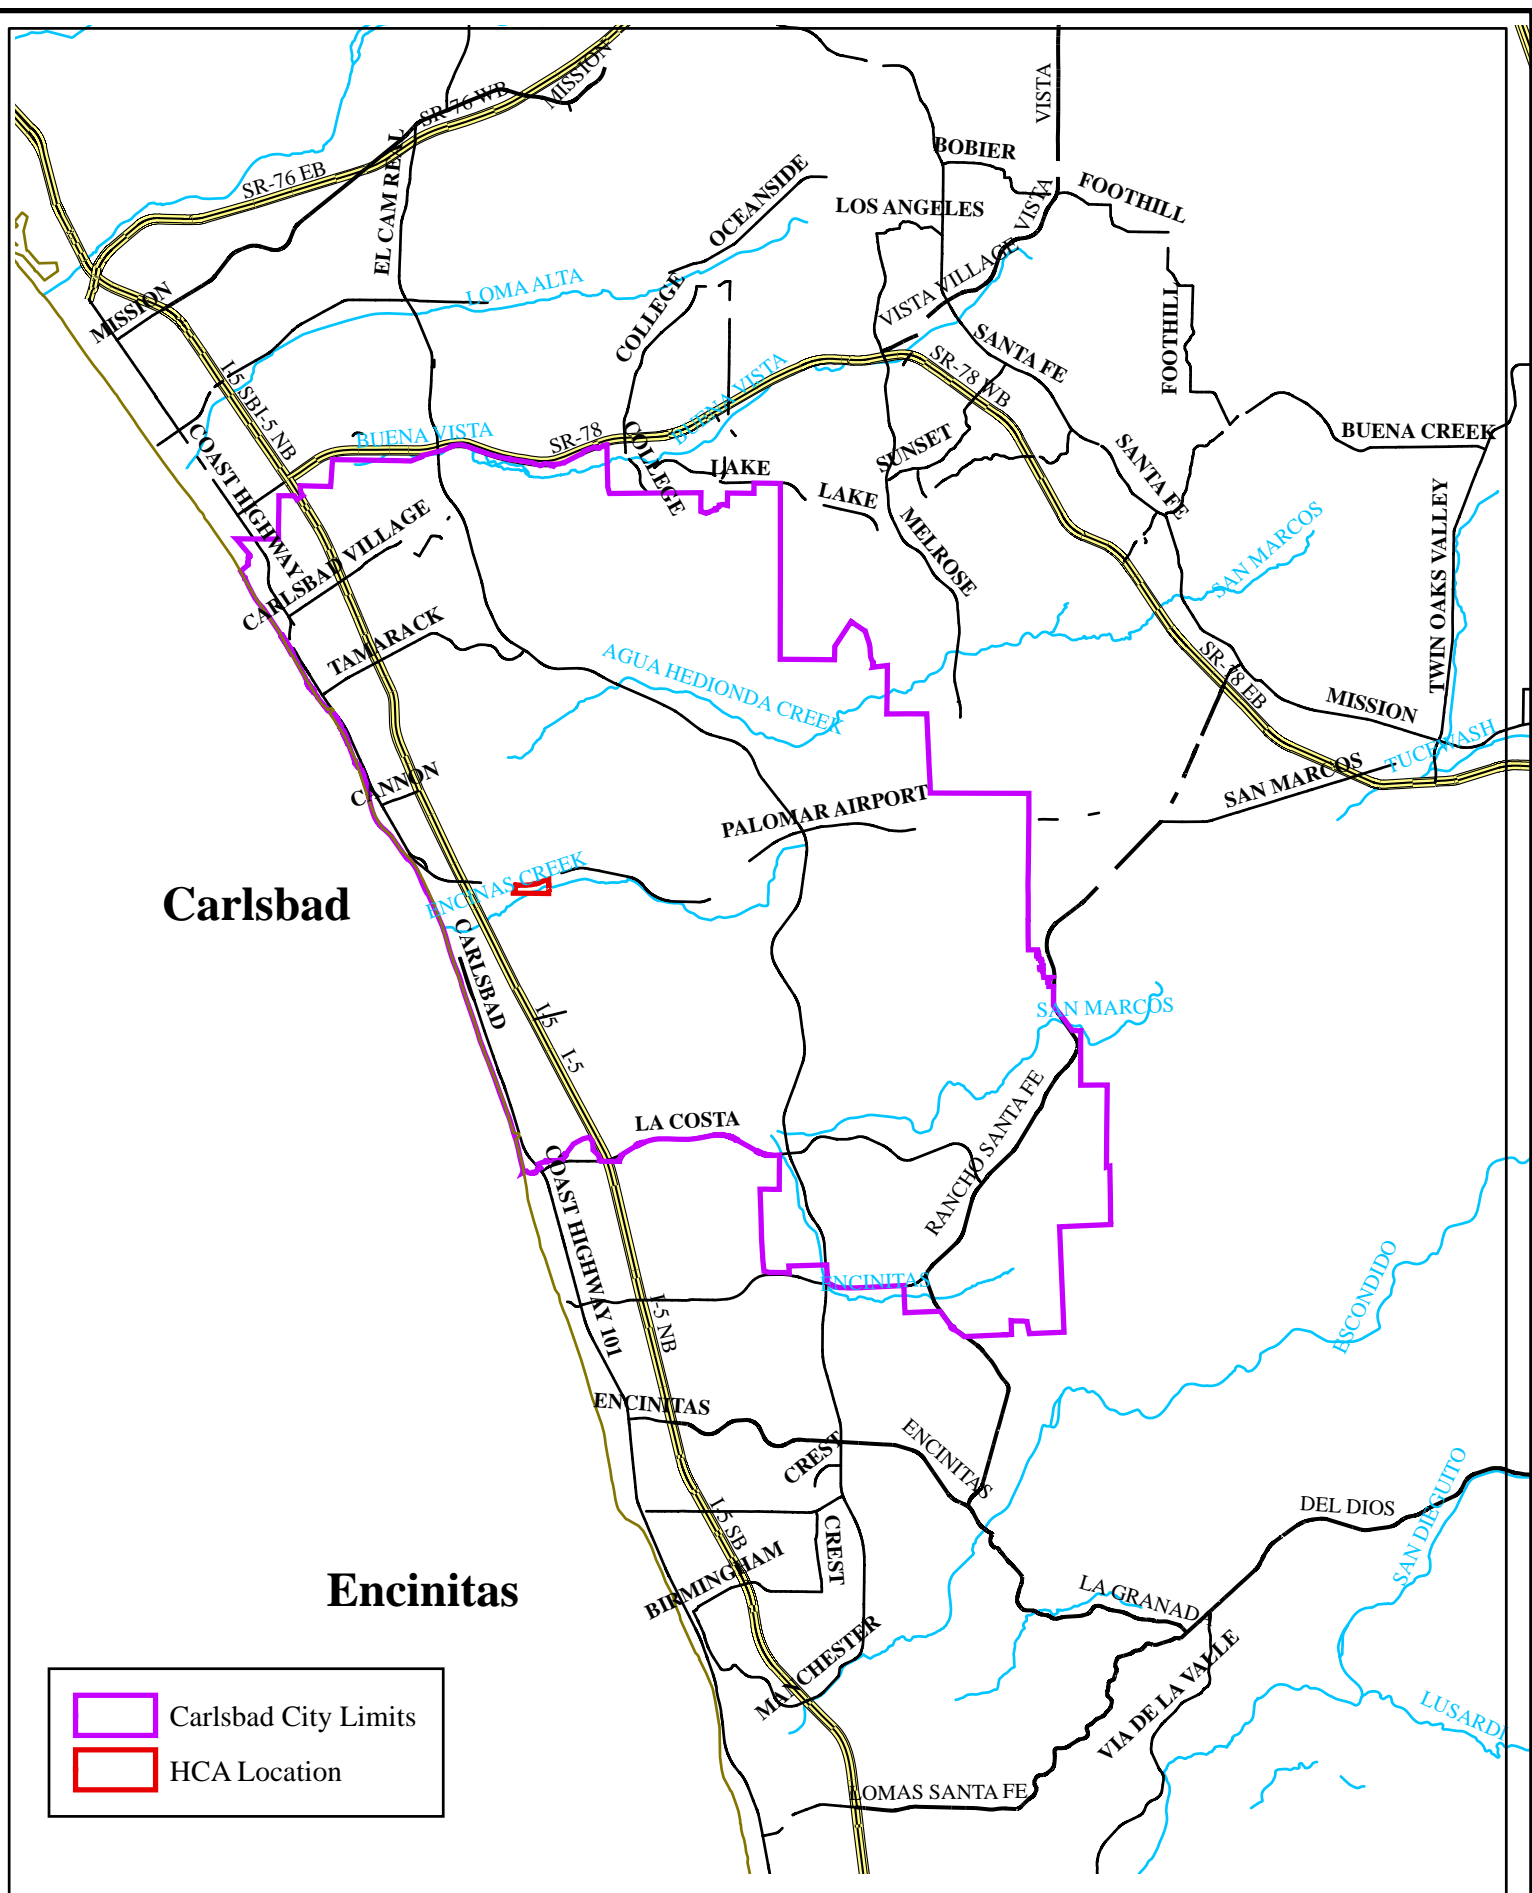 MISSION
SR-76 WB
VISTA
BOBIER
EL CAM REAL
SR-76 EB
OCEANSIDE
FOOTHILL
LOS ANGELES
VISTA
VISTA VILLAGE
LOMA ALTA
MISSION
COLLEGE
FOOTHILL
SANTA FE
SR-78 WB
BUENA VISTA
I-5 SB
I-5 NB
BUENA VISTA
SR-78
COLLEGE
SUNSET
BUENA CREEK
SANTA FE
LAKE
LAKE
COAST HIGHWAY
CARLSBAD VILLAGE
MELROSE
SAN MARCOS
TWIN OAKS VALLEY
TAMARACK
AGUA HEDIONDA CREEK
SR-78 EB
MISSION
TUCEWASH
SAN MARCOS
CANNON
PALOMAR AIRPORT
ENCINAS CREEK
Carlsbad
CARLSBAD
I-5
I-5
SAN MARCOS
LA COSTA
RANCHO SANTA FE
COAST HIGHWAY 101
ENCINITAS
I-5 NB
ESCONDIDO
ENCINITAS
ENCINITAS
CREST
SAN DIEGUITO
DEL DIOS
I-5 SB
CREST
BIRMINGHAM
Encinitas
LA GRANADA
MANCHESTER
VIA DE LA VALLE
LUSARDI
LOMAS SANTA FE
Carlsbad City Limits
HCA Location